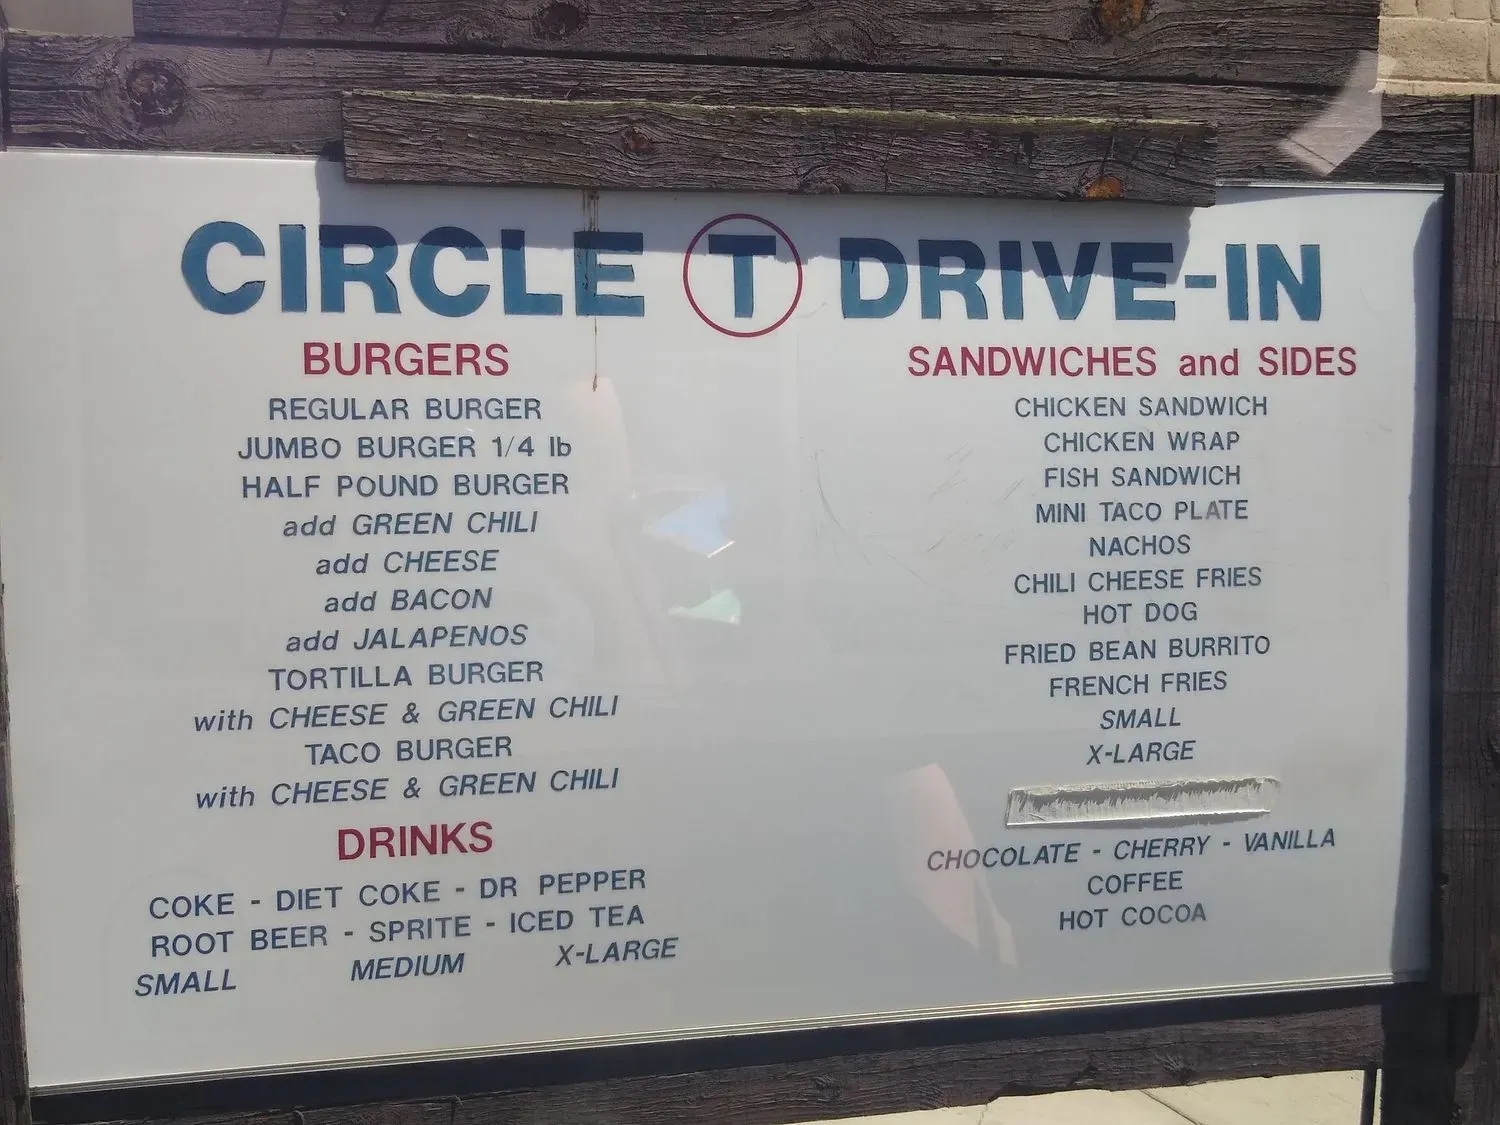 CIRCLE T DRIVE-IN
BURGERS
REGULAR BURGER
JUMBO BURGER 1/4 lb
HALF POUND BURGER
add GREEN CHILI
add CHEESE
add BACON
add JALAPENOS
TORTILLA BURGER
with CHEESE & GREEN CHILI
TACO BURGER
with CHEESE & GREEN CHILI
DRINKS
COKE - DIET COKE - DR PEPPER
ROOT BEER - SPRITE - ICED TEA
SMALL MEDIUM X-LARGE
SANDWICHES and SIDES
CHICKEN SANDWICH
CHICKEN WRAP
FISH SANDWICH
MINI TACO PLATE
NACHOS
CHILI CHEESE FRIES
HOT DOG
FRIED BEAN BURRITO
FRENCH FRIES
SMALL
X-LARGE
CHOCOLATE - CHERRY - VANILLA
COFFEE
HOT COCOA